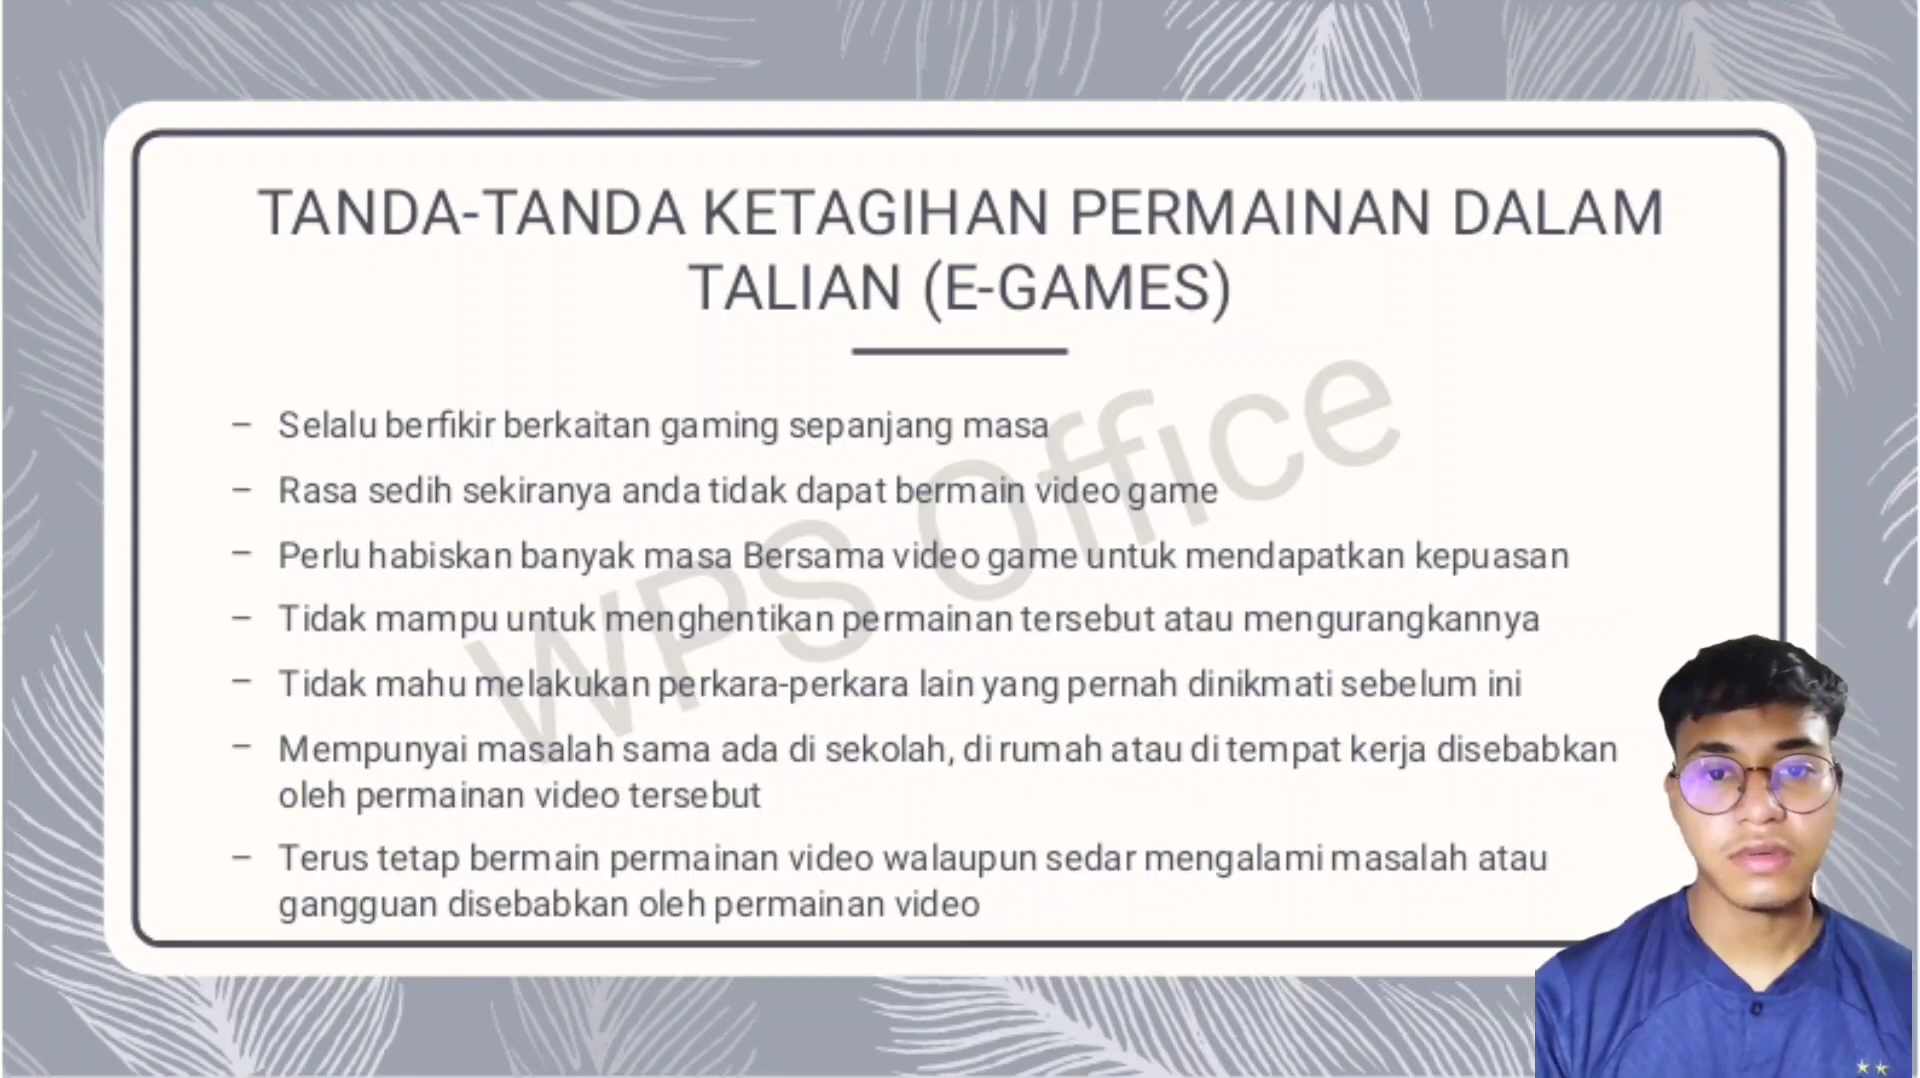 TANDA-TANDA KETAGIHAN PERMAINAN DALAM
TALIAN (E-GAMES)
– Selalu berfikir berkaitan gaming sepanjang masa
– Rasa sedih sekiranya anda tidak dapat bermain video game
– Perlu habiskan banyak masa Bersama video game untuk mendapatkan kepuasan
– Tidak mampu untuk menghentikan permainan tersebut atau mengurangkannya
– Tidak mahu melakukan perkara-perkara lain yang pernah dinikmati sebelum ini
– Mempunyai masalah sama ada di sekolah, di rumah atau di tempat kerja disebabkan
oleh permainan video tersebut
– Terus tetap bermain permainan video walaupun sedar mengalami masalah atau
gangguan disebabkan oleh permainan video
WPS Office